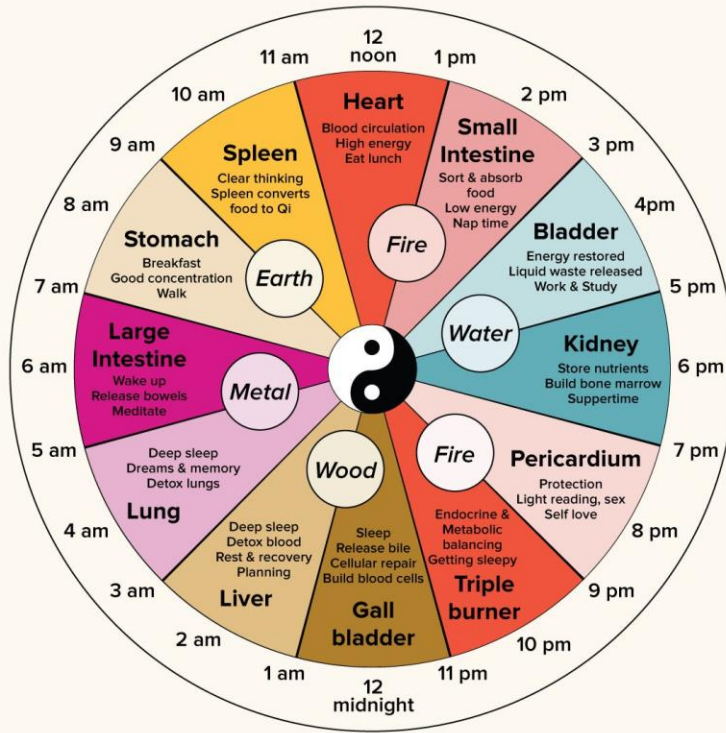 12
noon
1 pm
2 pm
3 pm
4pm
5 pm
6 pm
7 pm
8 pm
9 pm
10 pm
11 pm
12
midnight
1 am
2 am
3 am
4 am
5 am
6 am
7 am
8 am
9 am
10 am
11 am
Heart
Blood circulation
High energy
Eat lunch
Small
Intestine
Sort & absorb
food
Low energy
Nap time
Fire
Bladder
Energy restored
Liquid waste released
Work & Study
Water
Kidney
Store nutrients
Build bone marrow
Suppertime
Pericardium
Protection
Light reading, sex
Self love
Fire
Endocrine &
Metabolic
balancing
Getting sleepy
Triple
burner
Sleep
Release bile
Cellular repair
Build blood cells
Gall
bladder
Wood
Deep sleep
Detox blood
Rest & recovery
Planning
Liver
Deep sleep
Dreams & memory
Detox lungs
Lung
Metal
Large
Intestine
Wake up
Release bowels
Meditate
Stomach
Breakfast
Good concentration
Walk
Earth
Spleen
Clear thinking
Spleen converts
food to Qi